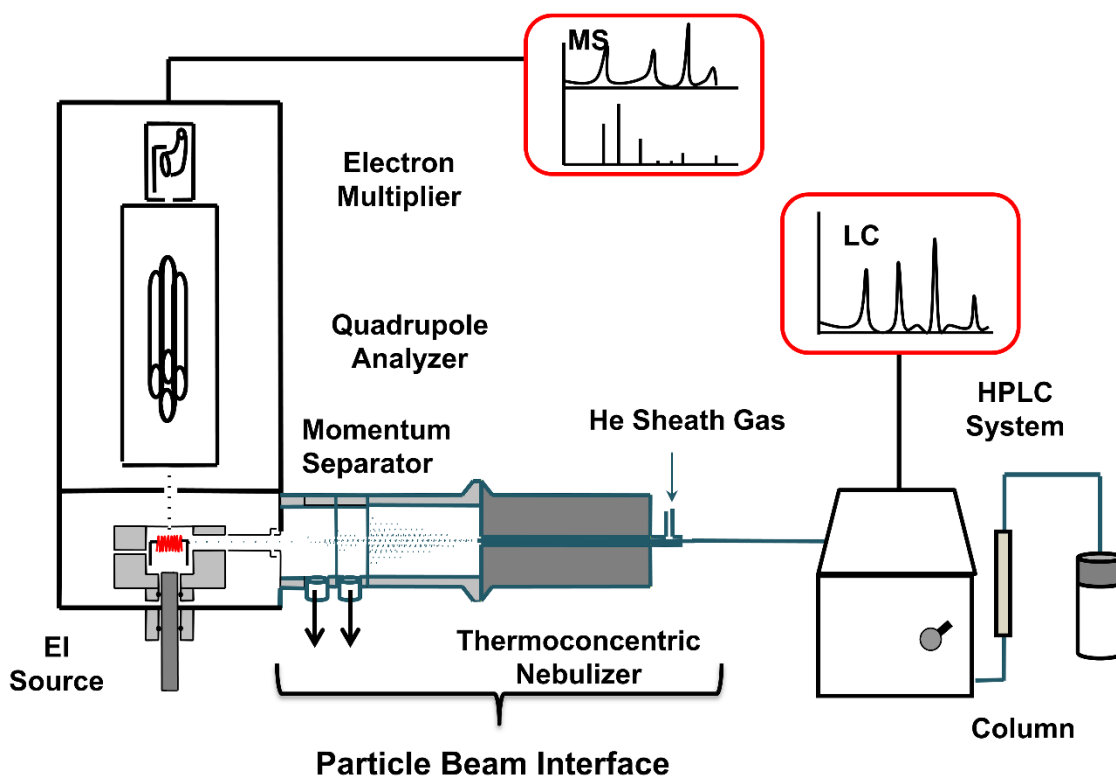 MS
Electron
Multiplier
LC
Quadrupole
Analyzer
HPLC
System
He Sheath Gas
Momentum
Separator
EI
Source
Thermoconcentric
Nebulizer
Column
Particle Beam Interface